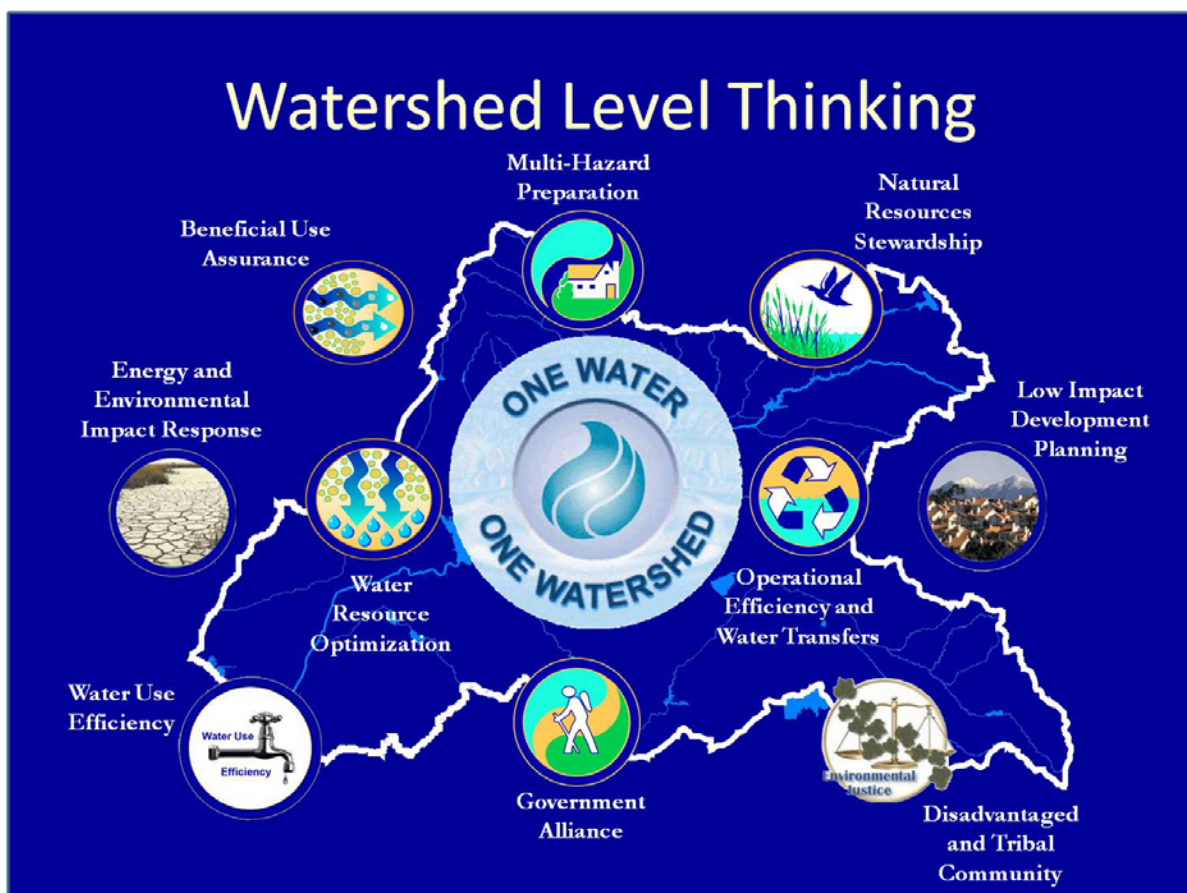 Watershed Level Thinking
Multi-Hazard
Preparation
Natural
Resources
Stewardship
Beneficial Use
Assurance
Energy and
Environmental
Impact Response
Low Impact
Development
Planning
ONE WATER
ONE WATERSHED
Water
Resource
Optimization
Operational
Efficiency and
Water Transfers
Water Use
Efficiency
Water Use
Efficiency
Government
Alliance
Environmental
Justice
Disadvantaged
and Tribal
Community